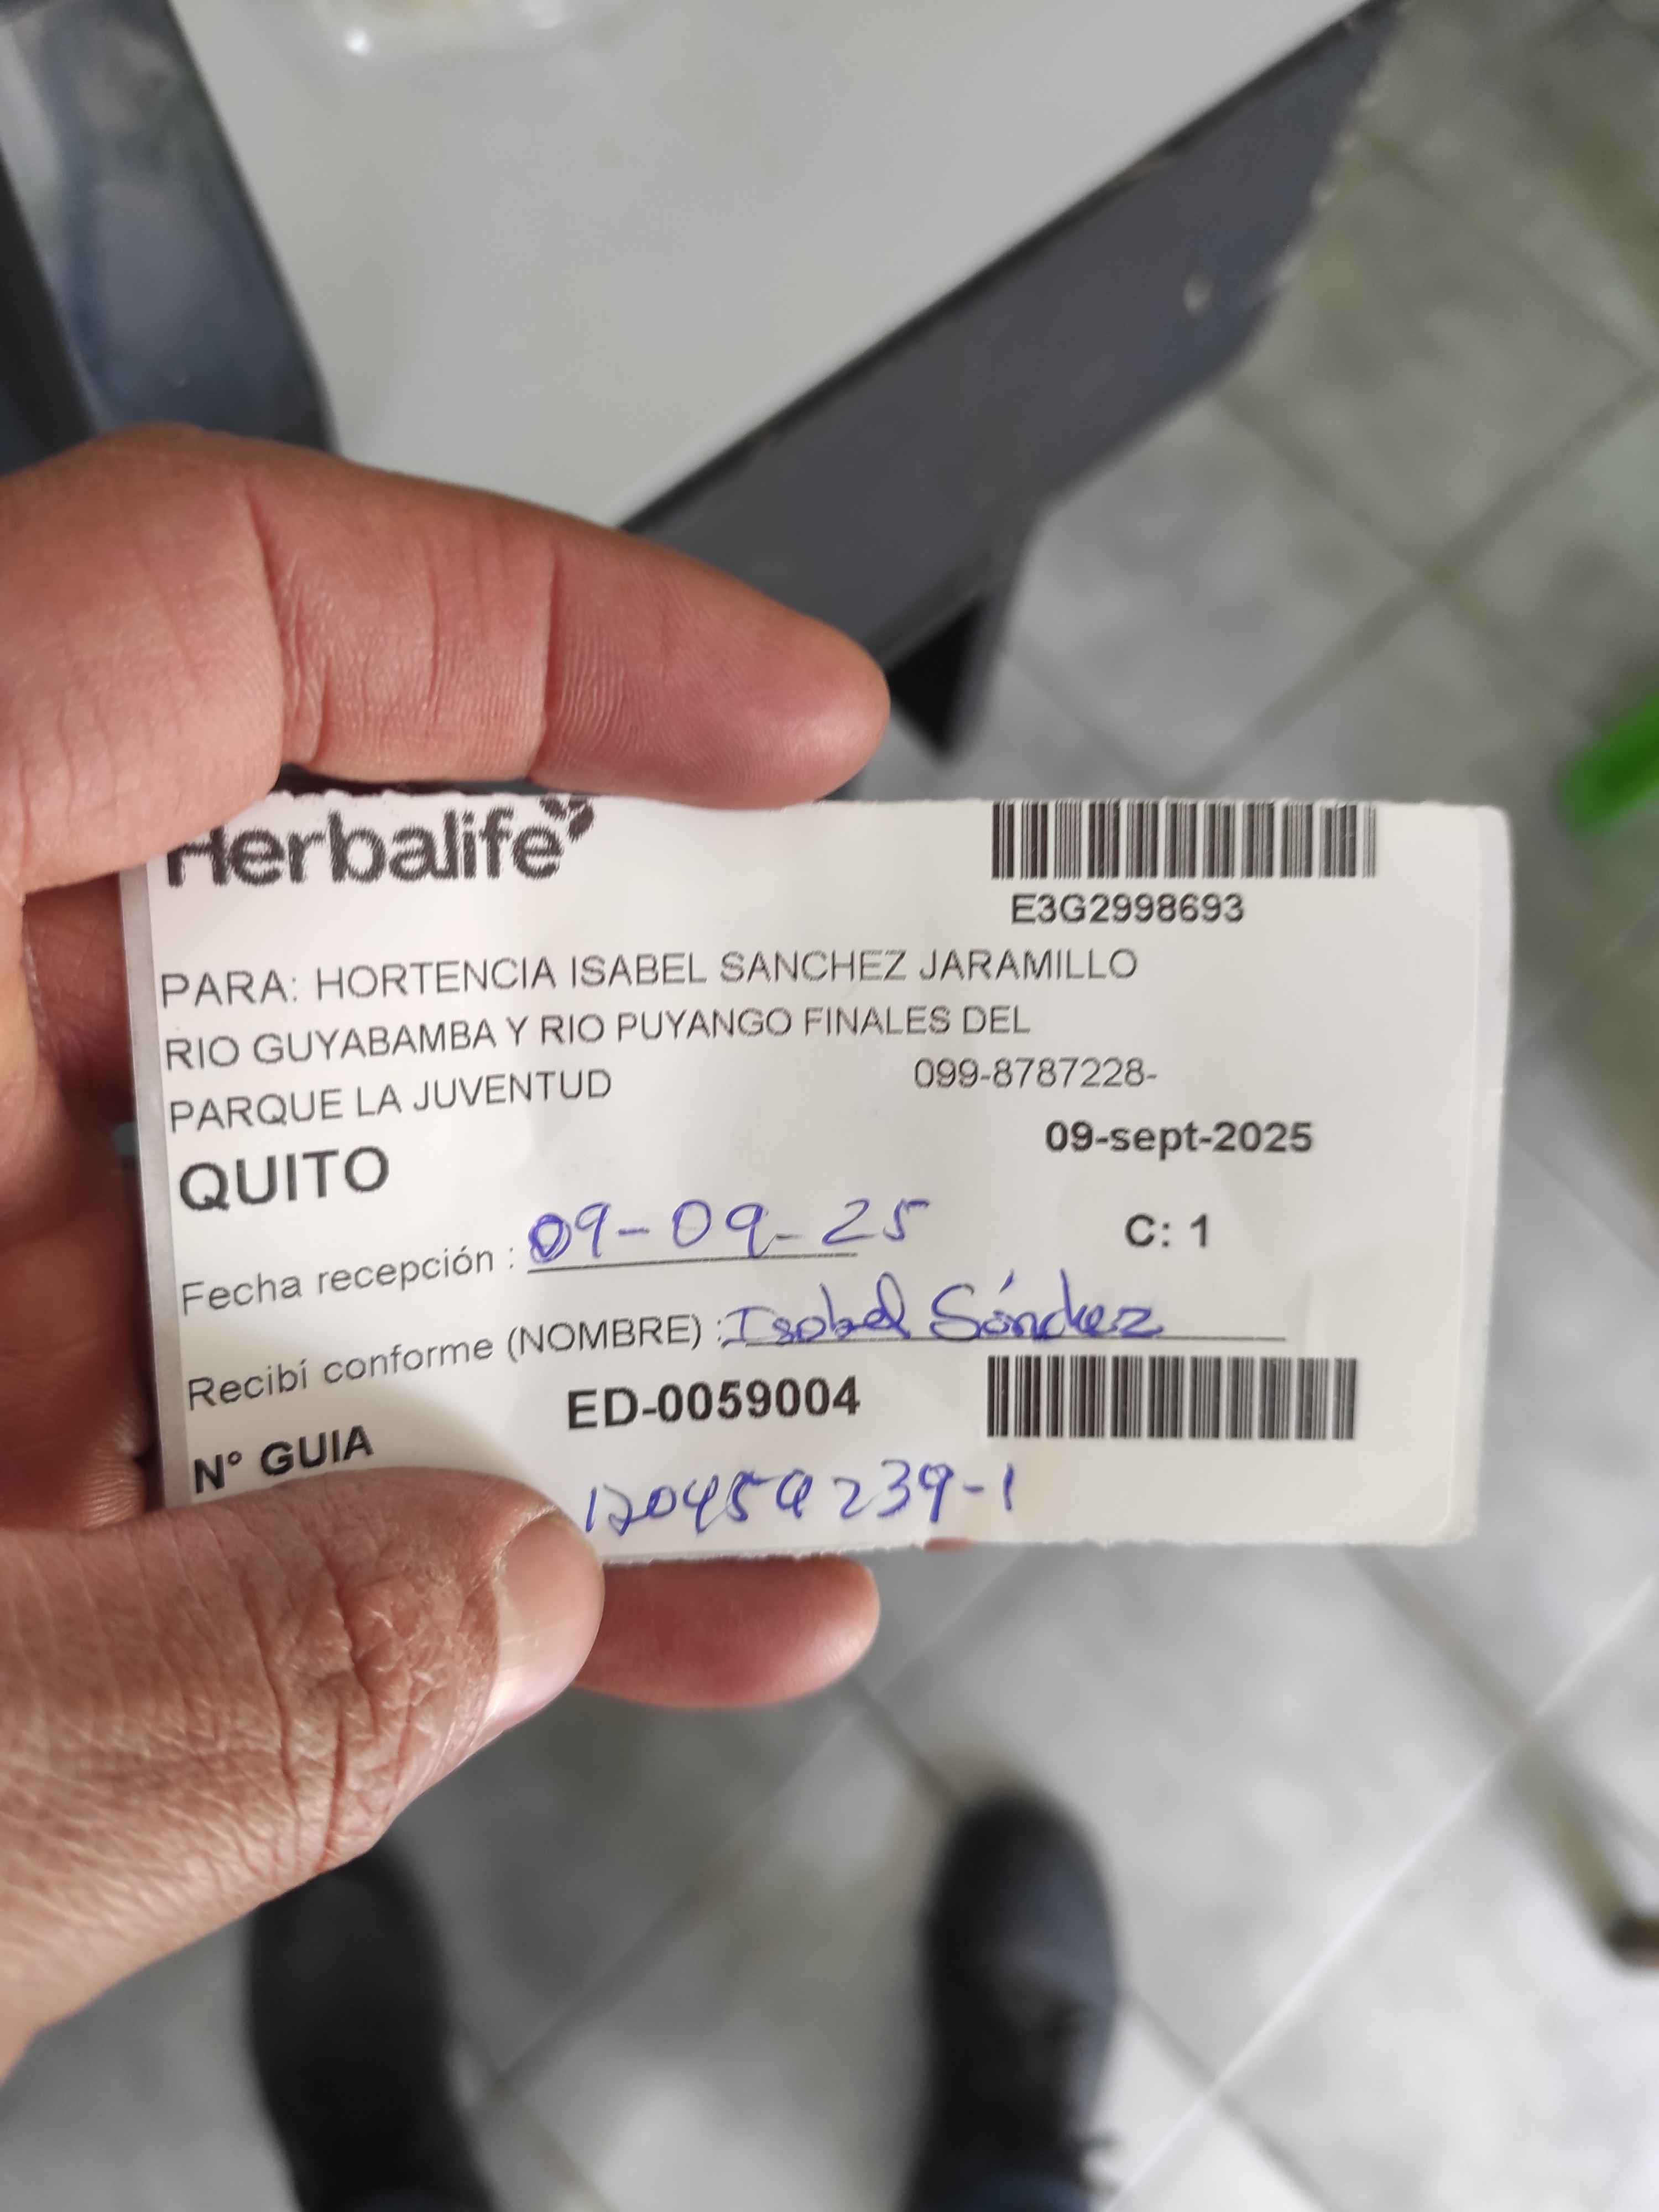 Herbalife
E3G2998693
PARA: HORTENCIA ISABEL SANCHEZ JARAMILLO
RIO GUYABAMBA Y RIO PUYANGO FINALES DEL
PARQUE LA JUVENTUD 099-8787228-
09-sept-2025
QUITO
Fecha recepción : 09-09-25 C: 1
Recibí conforme (NOMBRE) : Isabel Sánchez
N° GUIA ED-0059004
120459239-1